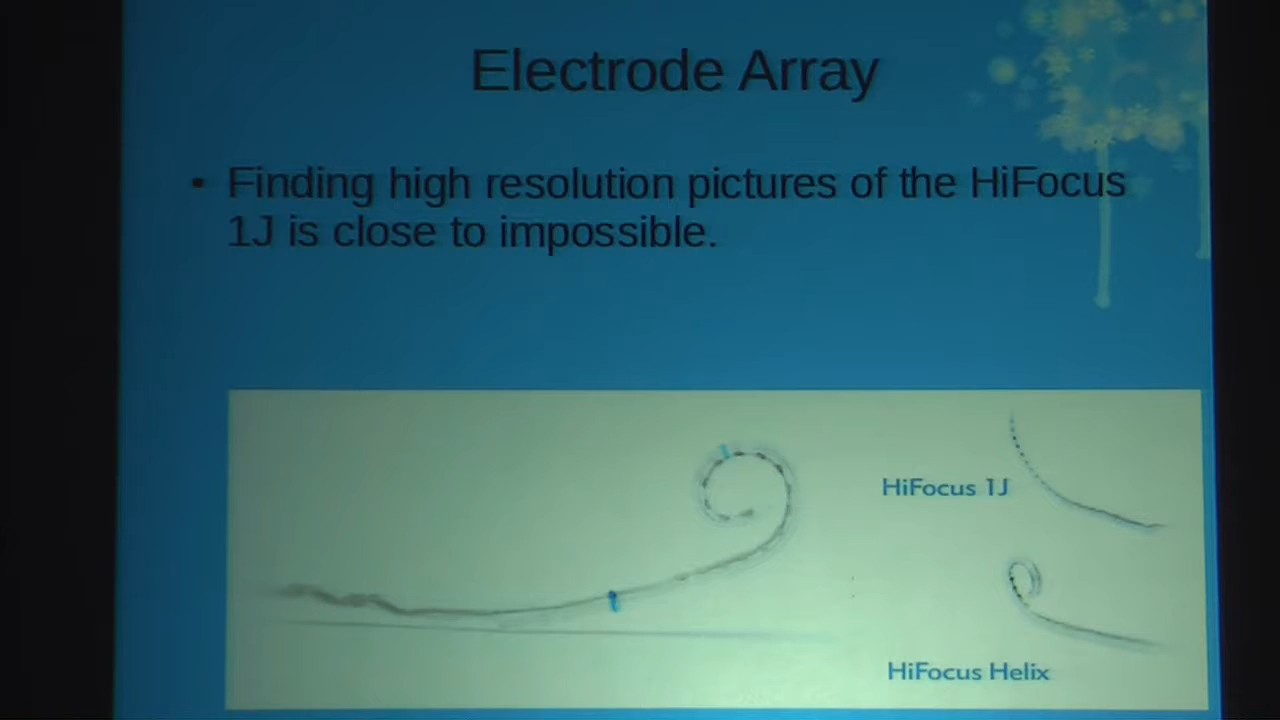 Electrode Array
• Finding high resolution pictures of the HiFocus
1J is close to impossible.
HiFocus 1J
HiFocus Helix